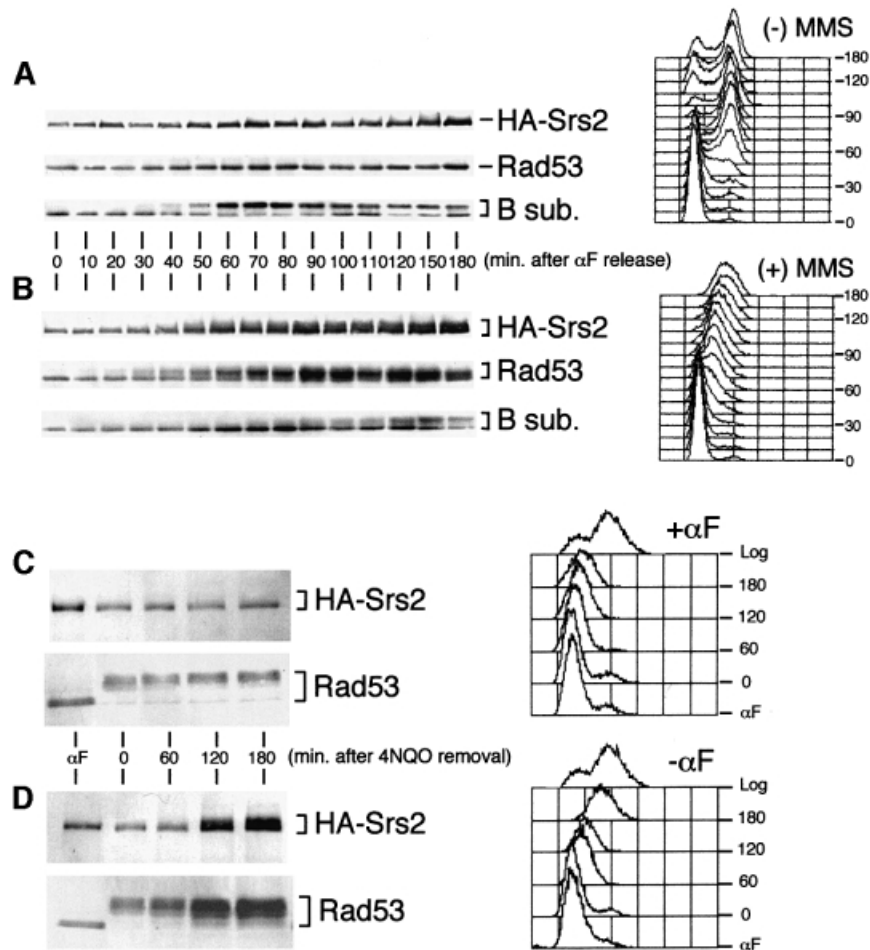 A
HA-Srs2
Rad53
B sub.
0 10 20 30 40 50 60 70 80 90 100 110 120 150 180 (min. after αF release)
(-) MMS
180
120
90
60
30
0
B
HA-Srs2
Rad53
B sub.
(+) MMS
180
120
90
60
30
0
C
HA-Srs2
Rad53
αF 0 60 120 180 (min. after 4NQO removal)
+αF
Log
180
120
60
0
αF
D
HA-Srs2
Rad53
-αF
Log
180
120
60
0
αF